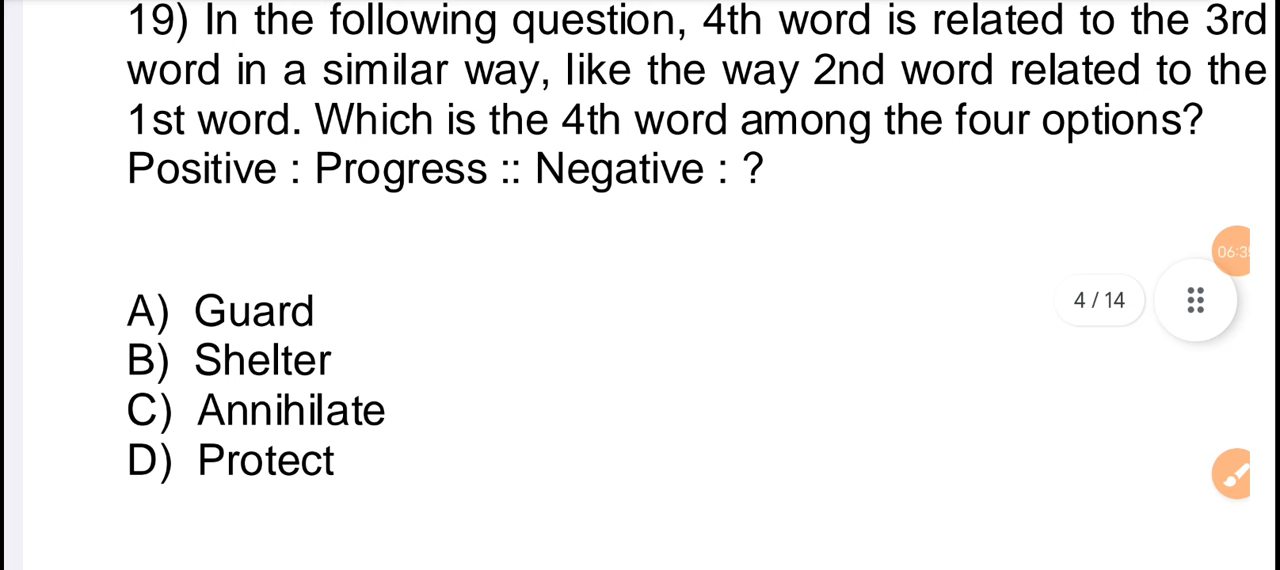 19) In the following question, 4th word is related to the 3rd
word in a similar way, like the way 2nd word related to the
1st word. Which is the 4th word among the four options?
Positive : Progress :: Negative : ?
06:3
4 / 14
A) Guard
B) Shelter
C) Annihilate
D) Protect